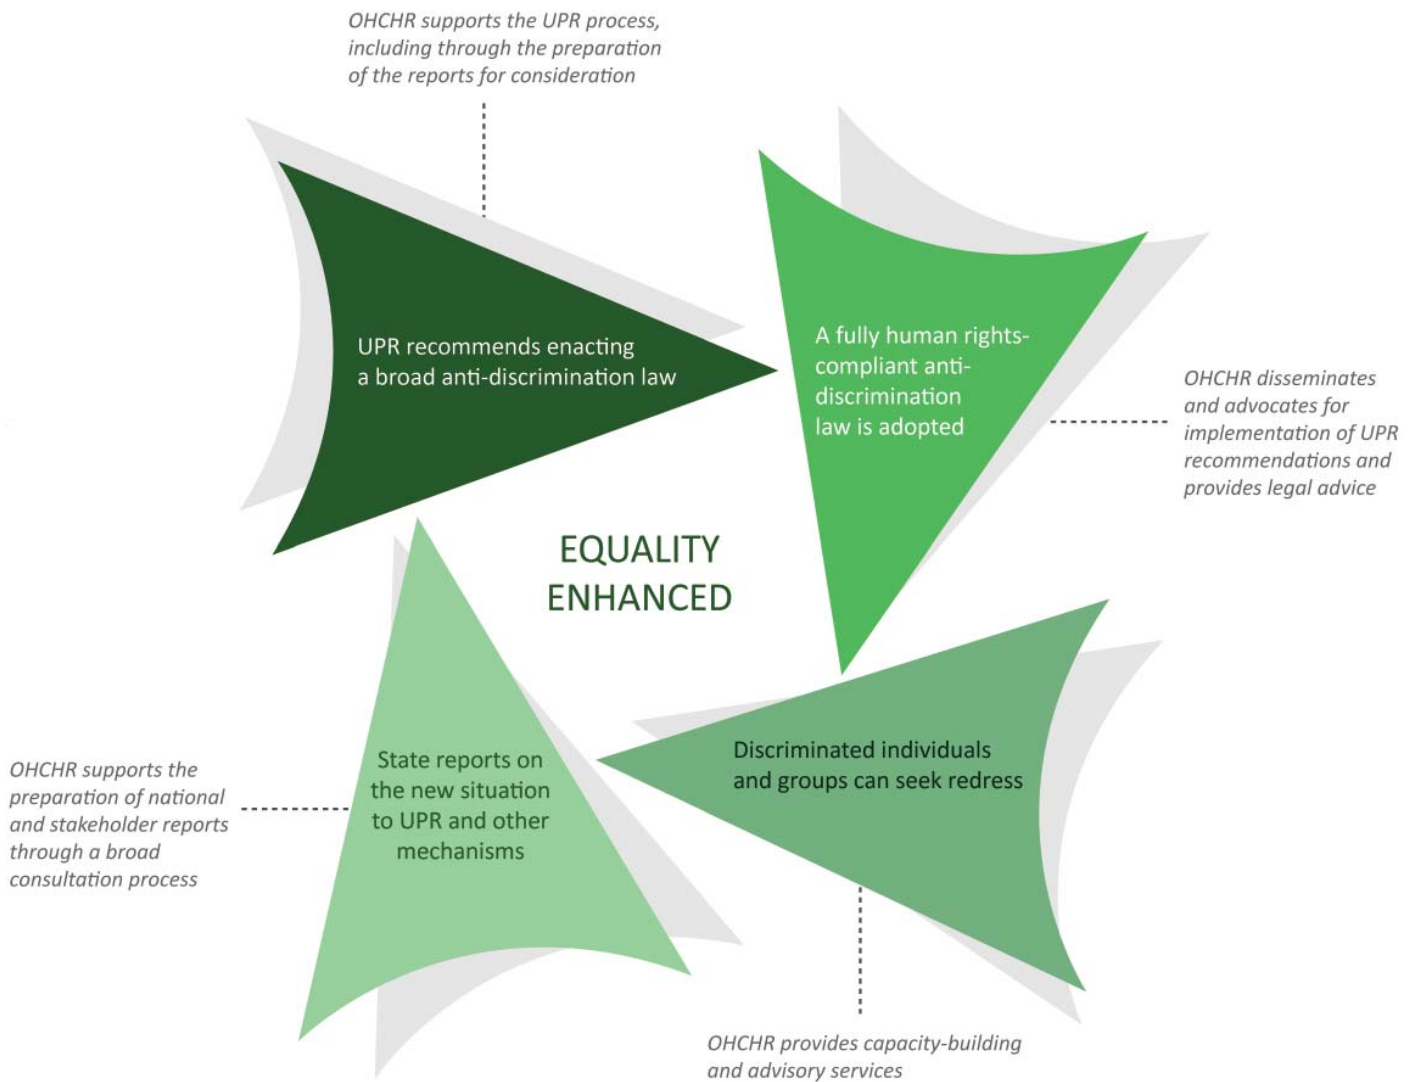 OHCHR supports the UPR process,
including through the preparation
of the reports for consideration
UPR recommends enacting
a broad anti-discrimination law
A fully human rights-
compliant anti-
discrimination
law is adopted
OHCHR disseminates
and advocates for
implementation of UPR
recommendations and
provides legal advice
EQUALITY
ENHANCED
Discriminated individuals
and groups can seek redress
OHCHR provides capacity-building
and advisory services
State reports on
the new situation
to UPR and other
mechanisms
OHCHR supports the
preparation of national
and stakeholder reports
through a broad
consultation process